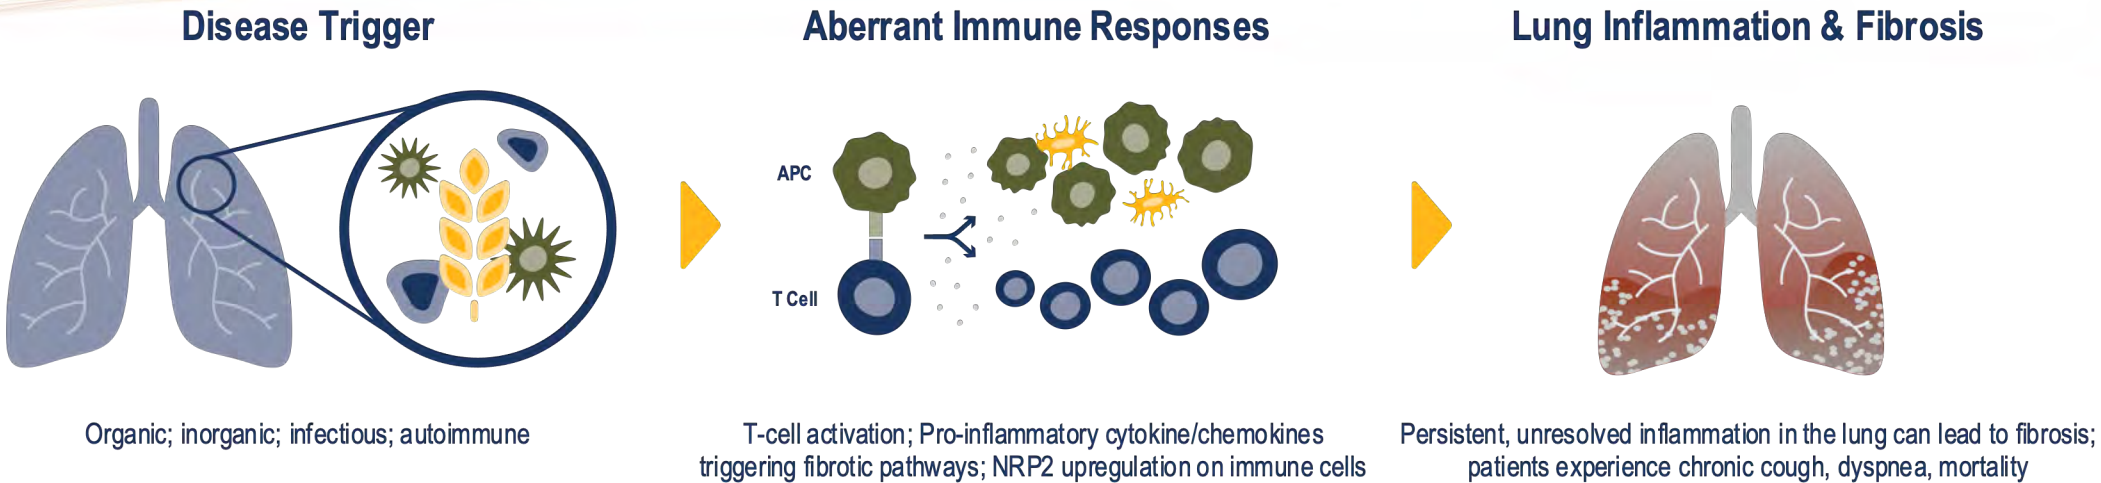 Disease Trigger
Aberrant Immune Responses
Lung Inflammation & Fibrosis
APC
T Cell
Organic; inorganic; infectious; autoimmune
T-cell activation; Pro-inflammatory cytokine/chemokines
triggering fibrotic pathways; NRP2 upregulation on immune cells
Persistent, unresolved inflammation in the lung can lead to fibrosis;
patients experience chronic cough, dyspnea, mortality